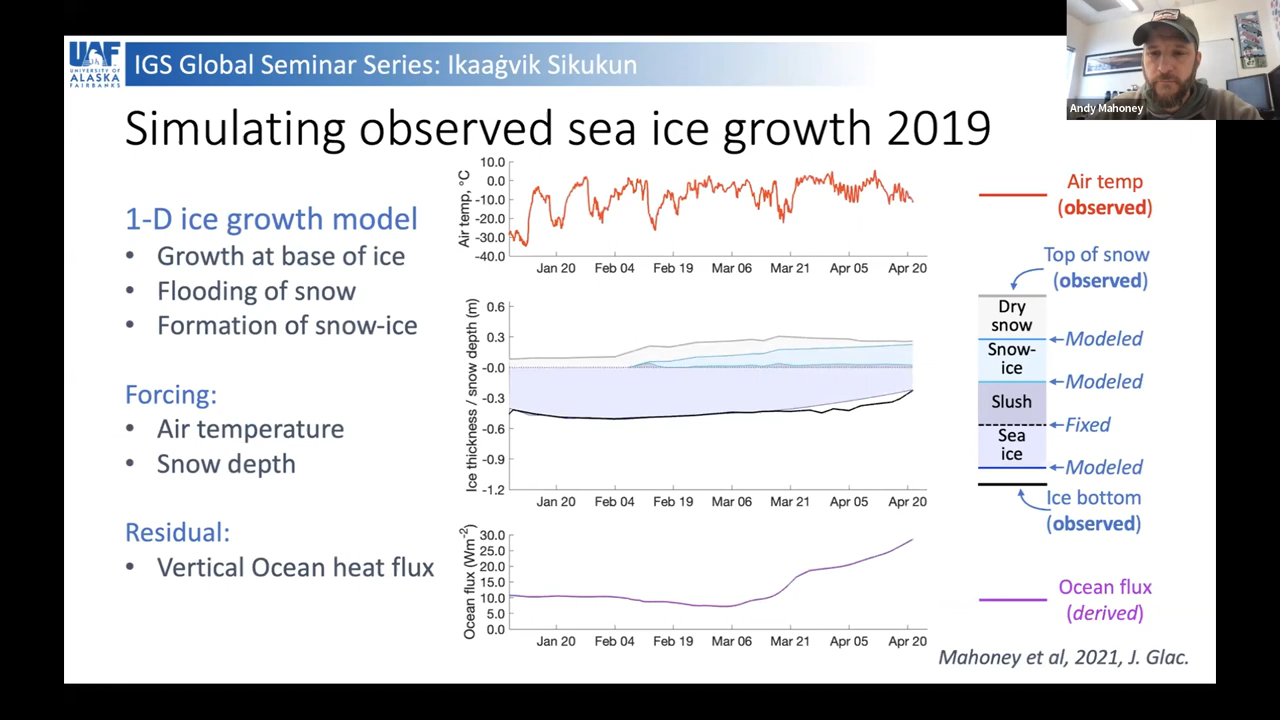 UAF
UNIVERSITY OF
ALASKA
FAIRBANKS
IGS Global Seminar Series: Ikaaġvik Sikukun
Andy Mahoney
Simulating observed sea ice growth 2019
1-D ice growth model
• Growth at base of ice
• Flooding of snow
• Formation of snow-ice
Forcing:
• Air temperature
• Snow depth
Residual:
• Vertical Ocean heat flux
Air temp, °C
10.0
0.0
-10.0
-20.0
-30.0
-40.0
Jan 20 Feb 04 Feb 19 Mar 06 Mar 21 Apr 05 Apr 20
Ice thickness / snow depth (m)
0.6
0.3
-0.0
-0.3
-0.6
-0.9
-1.2
Jan 20 Feb 04 Feb 19 Mar 06 Mar 21 Apr 05 Apr 20
Ocean flux (Wm-2)
30.0
25.0
20.0
15.0
10.0
5.0
0.0
Jan 20 Feb 04 Feb 19 Mar 06 Mar 21 Apr 05 Apr 20
Air temp
(observed)
Top of snow
(observed)
Dry
snow
Modeled
Snow-
ice
Modeled
Slush
Fixed
Sea
ice
Modeled
Ice bottom
(observed)
Ocean flux
(derived)
Mahoney et al, 2021, J. Glac.